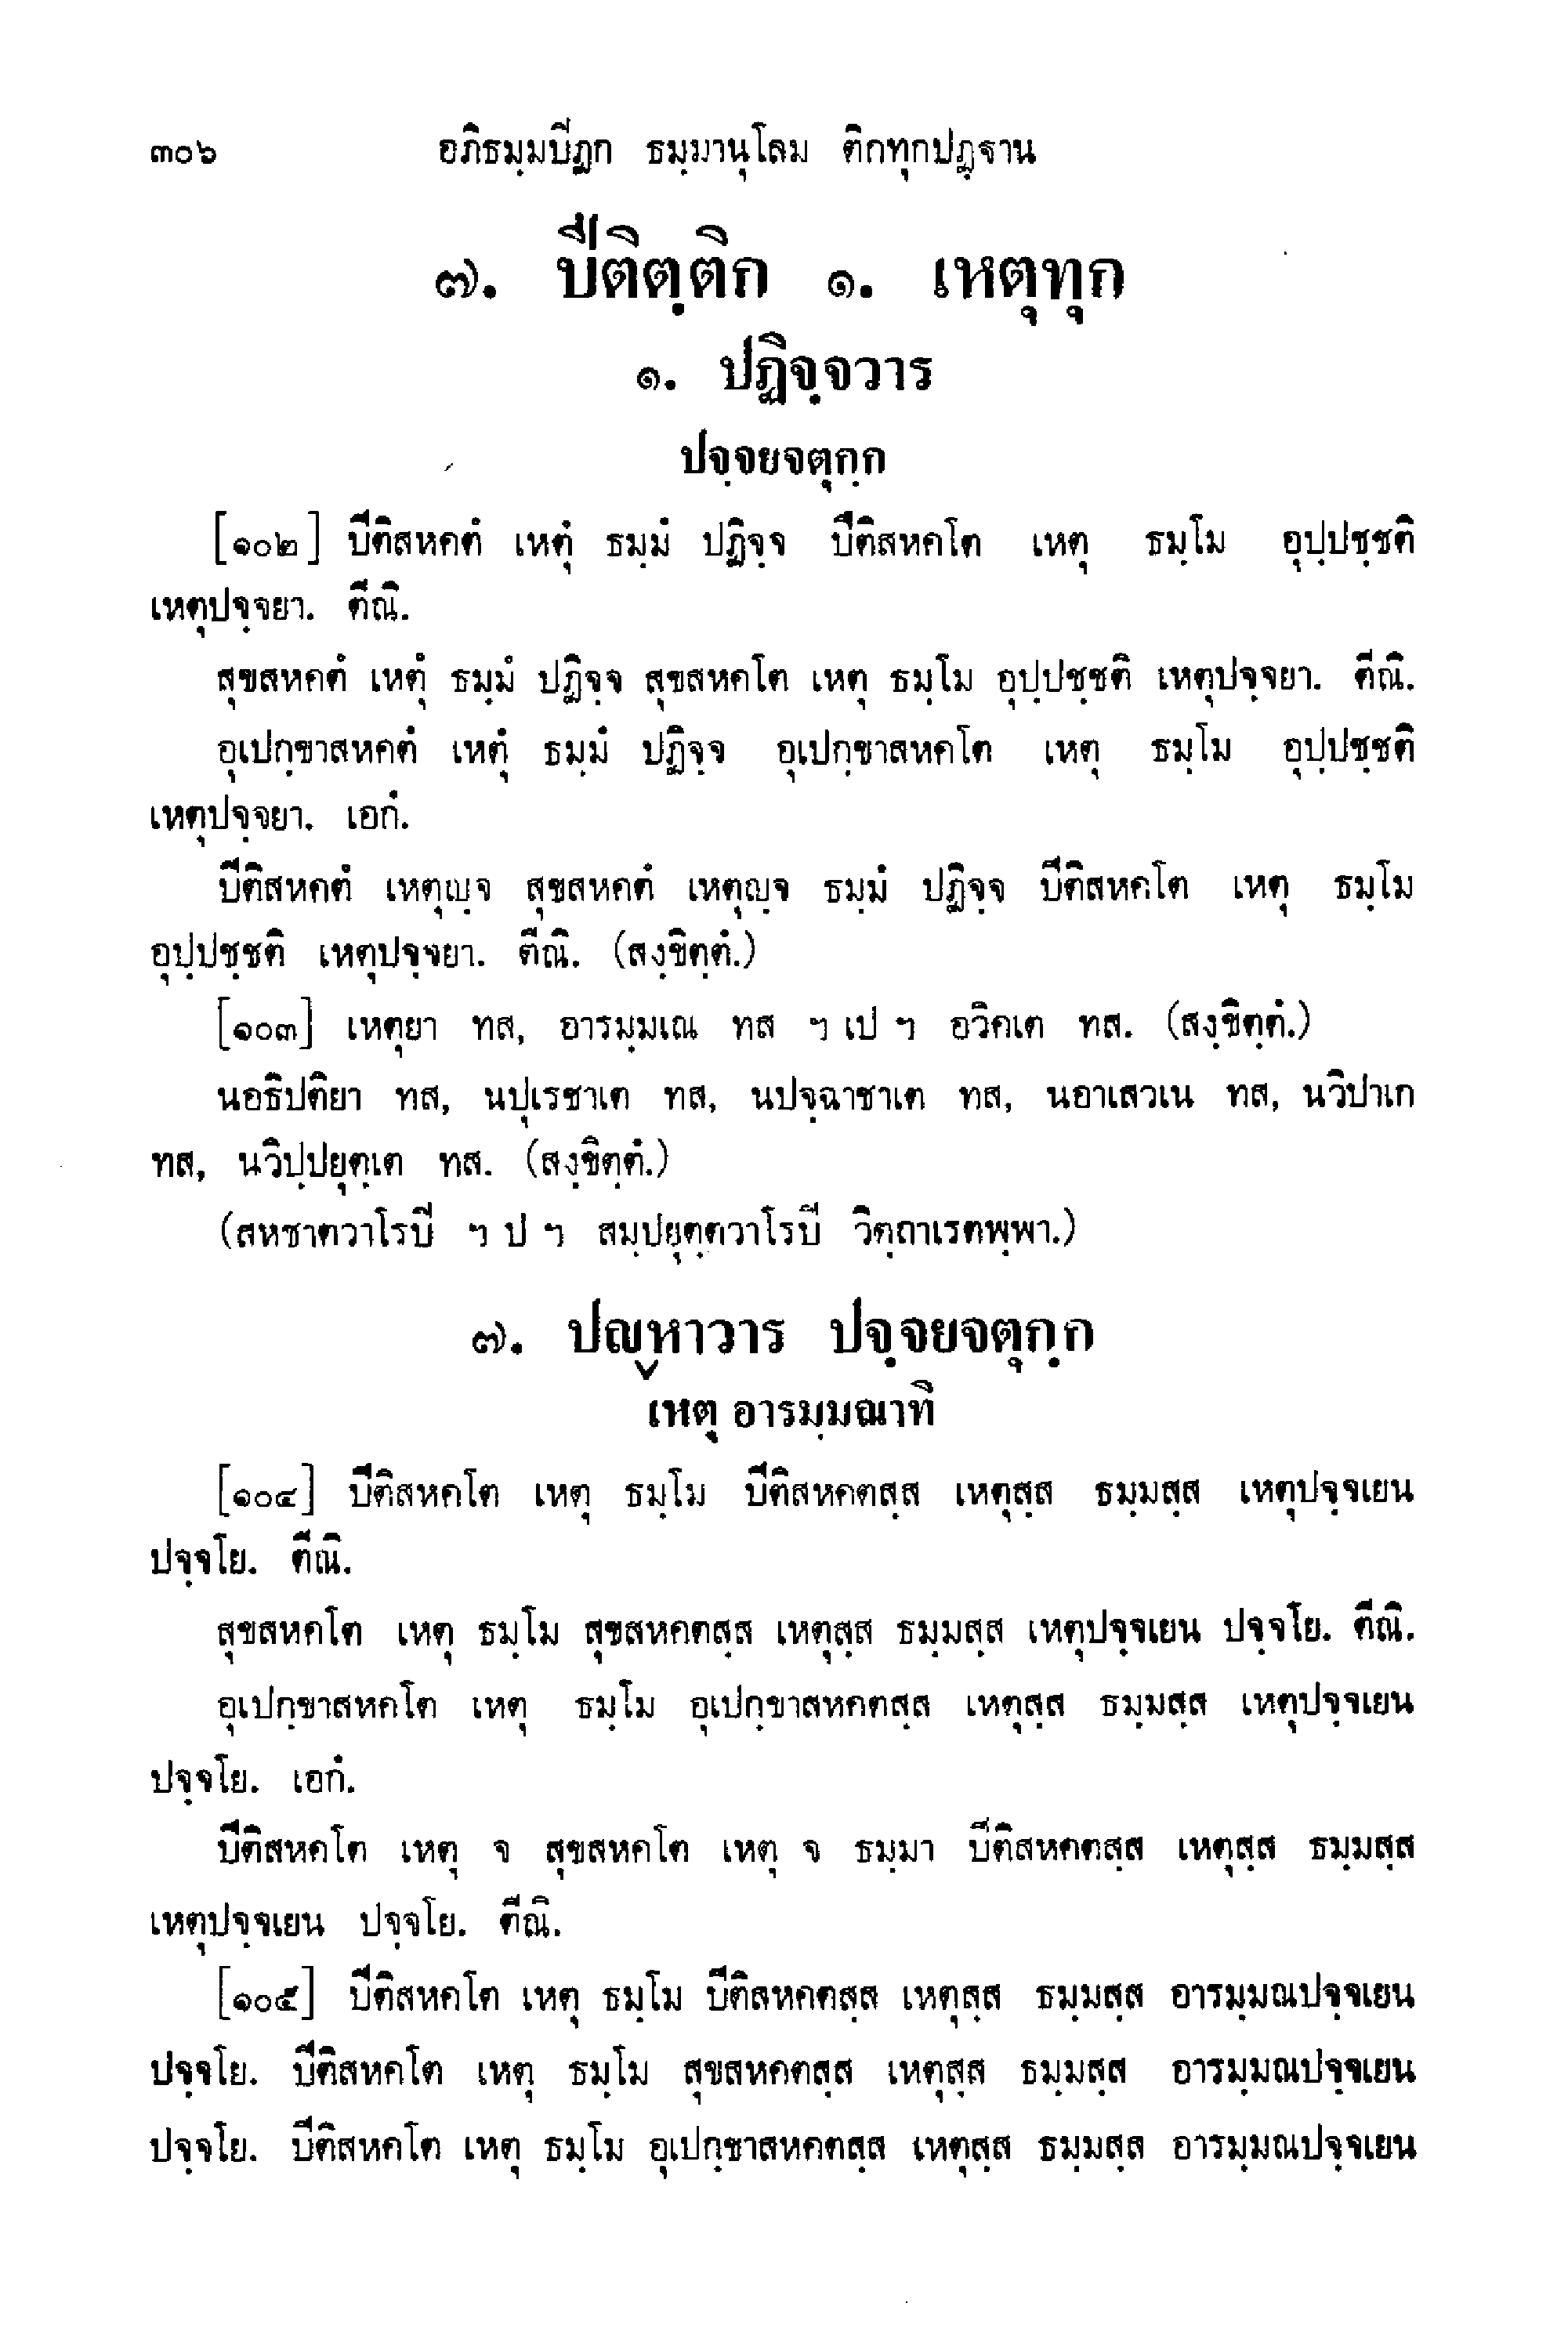 ๓๐๖ อภิธมฺมปีฏก ธมฺมานุโลม ติกทุกปฏฺฐาน
๗. ปีติตฺติก ๑. เหตุทุก
๑. ปฏิจฺจวาร
ปจฺจยจตุกฺก
[๑๐๒] ปีติสหคตํ เหตุํ ธมฺมํ ปฏิจฺจ ปีติสหคโต เหตุ ธมฺโม อุปฺปชฺชติ
เหตุปจฺจยา. ตีณิ.
สุขสหคตํ เหตุํ ธมฺมํ ปฏิจฺจ สุขสหคโต เหตุ ธมฺโม อุปฺปชฺชติ เหตุปจฺจยา. ตีณิ.
อุเปกฺขาสหคตํ เหตุํ ธมฺมํ ปฏิจฺจ อุเปกฺขาสหคโต เหตุ ธมฺโม อุปฺปชฺชติ
เหตุปจฺจยา. เอกํ.
ปีติสหคตํ เหตุญฺจ สุขสหคตํ เหตุญฺจ ธมฺมํ ปฏิจฺจ ปีติสหคโต เหตุ ธมฺโม
อุปฺปชฺชติ เหตุปจฺจยา. ตีณิ. (สงฺขิตฺตํ.)
[๑๐๓] เหตุยา ทส, อารมฺมเณ ทส ฯ เป ฯ อวิคเต ทส. (สงฺขิตฺตํ.)
นอธิปติยา ทส, นปุเรชาเต ทส, นปจฺฉาชาเต ทส, นอาเสวเน ทส, นวิปาเก
ทส, นวิปฺปยุตฺเต ทส. (สงฺขิตฺตํ.)
(สหชาตวาโรปิ ฯ ป ฯ สมฺปยุตฺตวาโรปิ วิตฺถาเรตพฺพา.)
๗. ปญฺหาวาร ปจฺจยจตุกฺก
เหตุ อารมฺมณาทิ
[๑๐๔] ปีติสหคโต เหตุ ธมฺโม ปีติสหคตสฺส เหตุสฺส ธมฺมสฺส เหตุปจฺจเยน
ปจฺจโย. ตีณิ.
สุขสหคโต เหตุ ธมฺโม สุขสหคตสฺส เหตุสฺส ธมฺมสฺส เหตุปจฺจเยน ปจฺจโย. ตีณิ.
อุเปกฺขาสหคโต เหตุ ธมฺโม อุเปกฺขาสหคตสฺส เหตุสฺส ธมฺมสฺส เหตุปจฺจเยน
ปจฺจโย. เอกํ.
ปีติสหคโต เหตุ จ สุขสหคโต เหตุ จ ธมฺมา ปีติสหคตสฺส เหตุสฺส ธมฺมสฺส
เหตุปจฺจเยน ปจฺจโย. ตีณิ.
[๑๐๕] ปีติสหคโต เหตุ ธมฺโม ปีติสหคตสฺส เหตุสฺส ธมฺมสฺส อารมฺมณปจฺจเยน
ปจฺจโย. ปีติสหคโต เหตุ ธมฺโม สุขสหคตสฺส เหตุสฺส ธมฺมสฺส อารมฺมณปจฺจเยน
ปจฺจโย. ปีติสหคโต เหตุ ธมฺโม อุเปกฺขาสหคตสฺส เหตุสฺส ธมฺมสฺส อารมฺมณปจฺจเยน